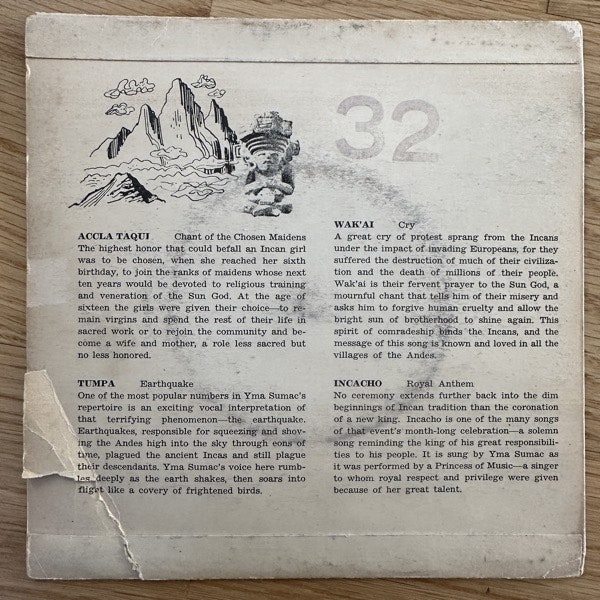 32
ACCLA TAQUI Chant of the Chosen Maidens
The highest honor that could befall an Incan girl
was to be chosen, when she reached her sixth
birthday, to join the ranks of maidens whose next
ten years would be devoted to religious training
and veneration of the Sun God. At the age of
sixteen the girls were given their choice—to re-
main virgins and spend the rest of their life in
sacred work or to rejoin the community and be-
come a wife and mother, a role less sacred but
no less honored.
TUMPA Earthquake
One of the most popular numbers in Yma Sumac's
repertoire is an exciting vocal interpretation of
that terrifying phenomenon—the earthquake.
Earthquakes, responsible for squeezing and shov-
ing the Andes high into the sky through eons of
time, plagued the ancient Incas and still plague
their descendants. Yma Sumac's voice here rumb-
les deeply as the earth shakes, then soars into
flight like a covery of frightened birds.
WAK'AI Cry
A great cry of protest sprang from the Incans
under the impact of invading Europeans, for they
suffered the destruction of much of their civiliza-
tion and the death of millions of their people.
Wak'ai is their fervent prayer to the Sun God, a
mournful chant that tells him of their misery and
asks him to forgive human cruelty and allow the
bright sun of brotherhood to shine again. This
spirit of comradeship binds the Incans, and the
message of this song is known and loved in all the
villages of the Andes.
INCACHO Royal Anthem
No ceremony extends further back into the dim
beginnings of Incan tradition than the coronation
of a new king. Incacho is one of the many songs
of that event's month-long celebration—a solemn
song reminding the king of his great responsibili-
ties to his people. It is sung by Yma Sumac as
it was performed by a Princess of Music—a singer
to whom royal respect and privilege were given
because of her great talent.